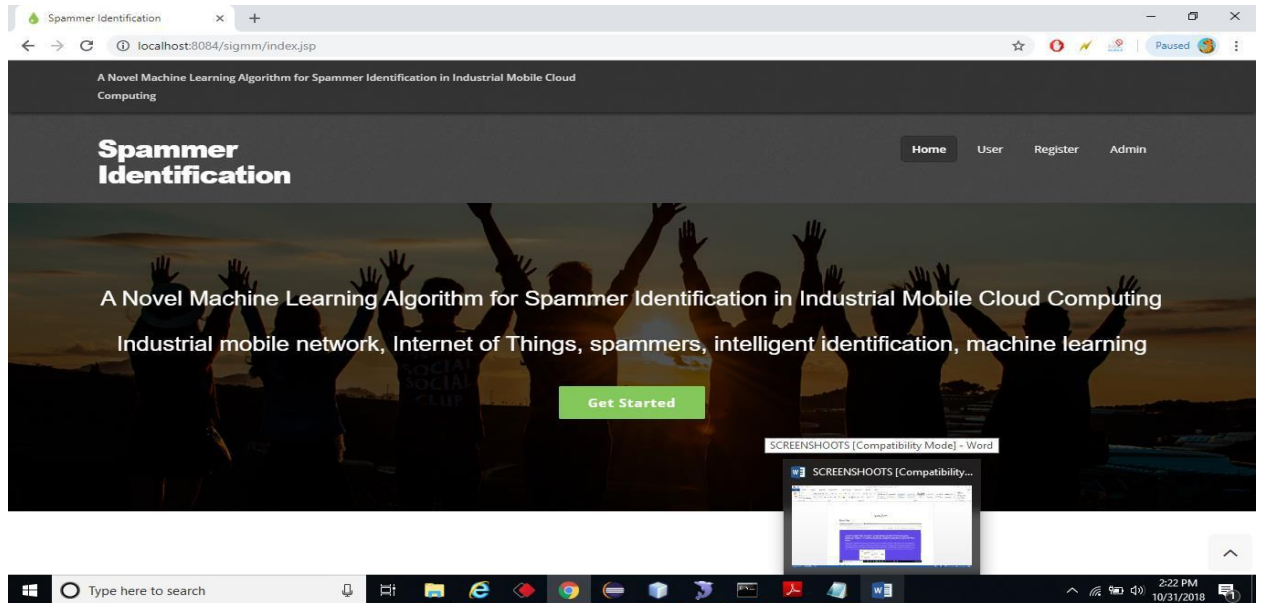 Spammer Identification
localhost:8084/sigmm/index.jsp
Paused
A Novel Machine Learning Algorithm for Spammer Identification in Industrial Mobile Cloud
Computing
Spammer
Identification
Home User Register Admin
A Novel Machine Learning Algorithm for Spammer Identification in Industrial Mobile Cloud Computing
Industrial mobile network, Internet of Things, spammers, intelligent identification, machine learning
SOCIAL
SOCIAL
CLUP
Get Started
SCREENSHOOTS [Compatibility Mode] - Word
SCREENSHOOTS [Compatibility...
Type here to search
2:22 PM
10/31/2018